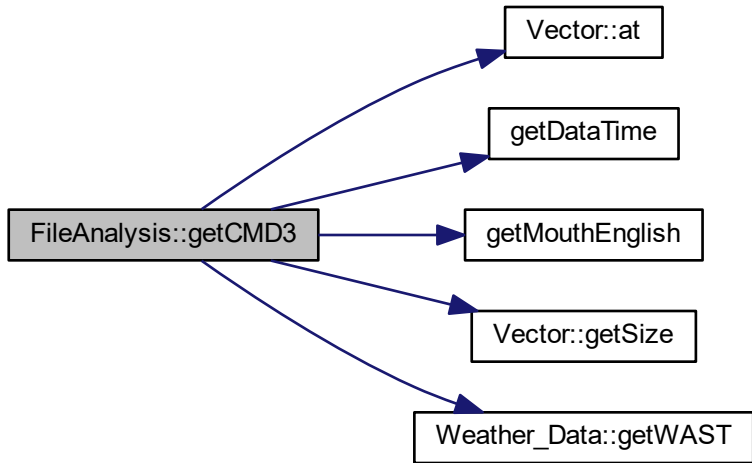 Vector::at
getDataTime
FileAnalysis::getCMD3
getMouthEnglish
Vector::getSize
Weather_Data::getWAST